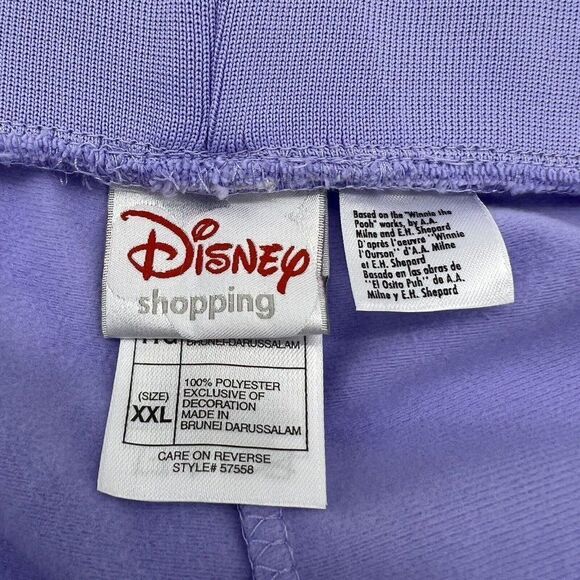 Disney
shopping
Based on the "Winnie the
Pooh" works, by A.A.
Milne and E.H. Shepard
D'après l'oeuvre "Winnie
l'Ourson" d'A.A. Milne
et E.H. Shepard
Basado en las obras de
"El Osito Puh" de A.A.
Milne y E.H. Shepard
BRUNEI-DARUSSALAM
(SIZE)
XXL
100% POLYESTER
EXCLUSIVE OF
DECORATION
MADE IN
BRUNEI DARUSSALAM
CARE ON REVERSE
STYLE# 57558